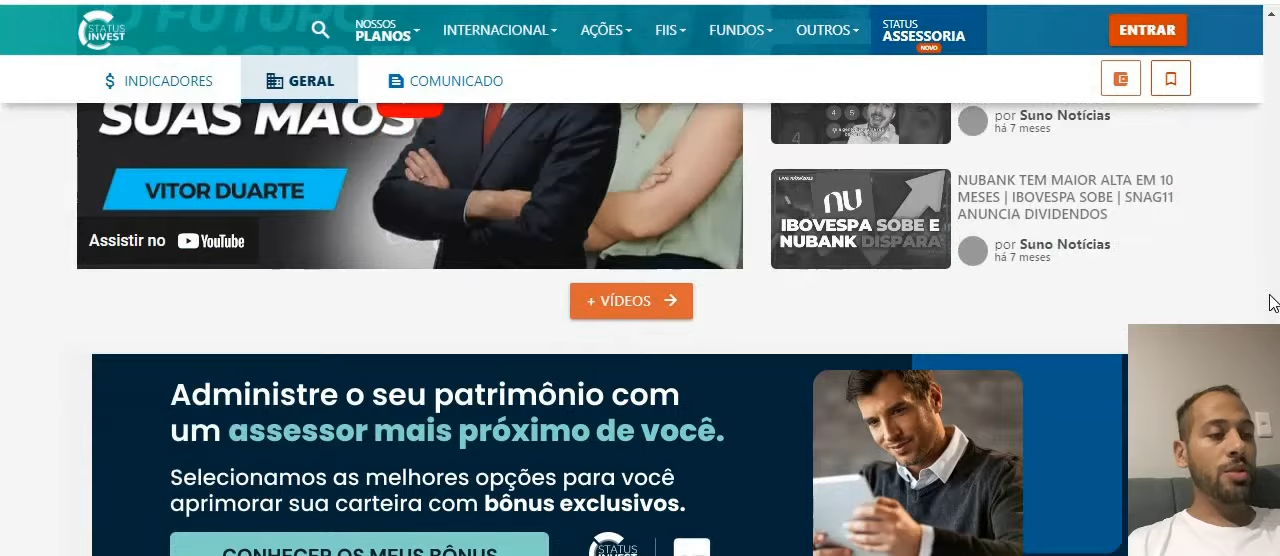 STATUS
INVEST
NOSSOS
PLANOS
INTERNACIONAL
AÇÕES
FIIS
FUNDOS
OUTROS
STATUS
ASSESSORIA
NOVO
ENTRAR
INDICADORES
GERAL
COMUNICADO
SUAS MÃOS
VITOR DUARTE
Assistir no YouTube
por Suno Notícias
há 7 meses
nu
IBOVESPA SOBE E
NUBANK DISPARA
NUBANK TEM MAIOR ALTA EM 10
MESES | IBOVESPA SOBE | SNAG11
ANUNCIA DIVIDENDOS
por Suno Notícias
há 7 meses
+ VÍDEOS
Administre o seu patrimônio com
um assessor mais próximo de você.
Selecionamos as melhores opções para você
aprimorar sua carteira com bônus exclusivos.
CONHECER OS MEUS BÔNUS
STATUS
INVEST